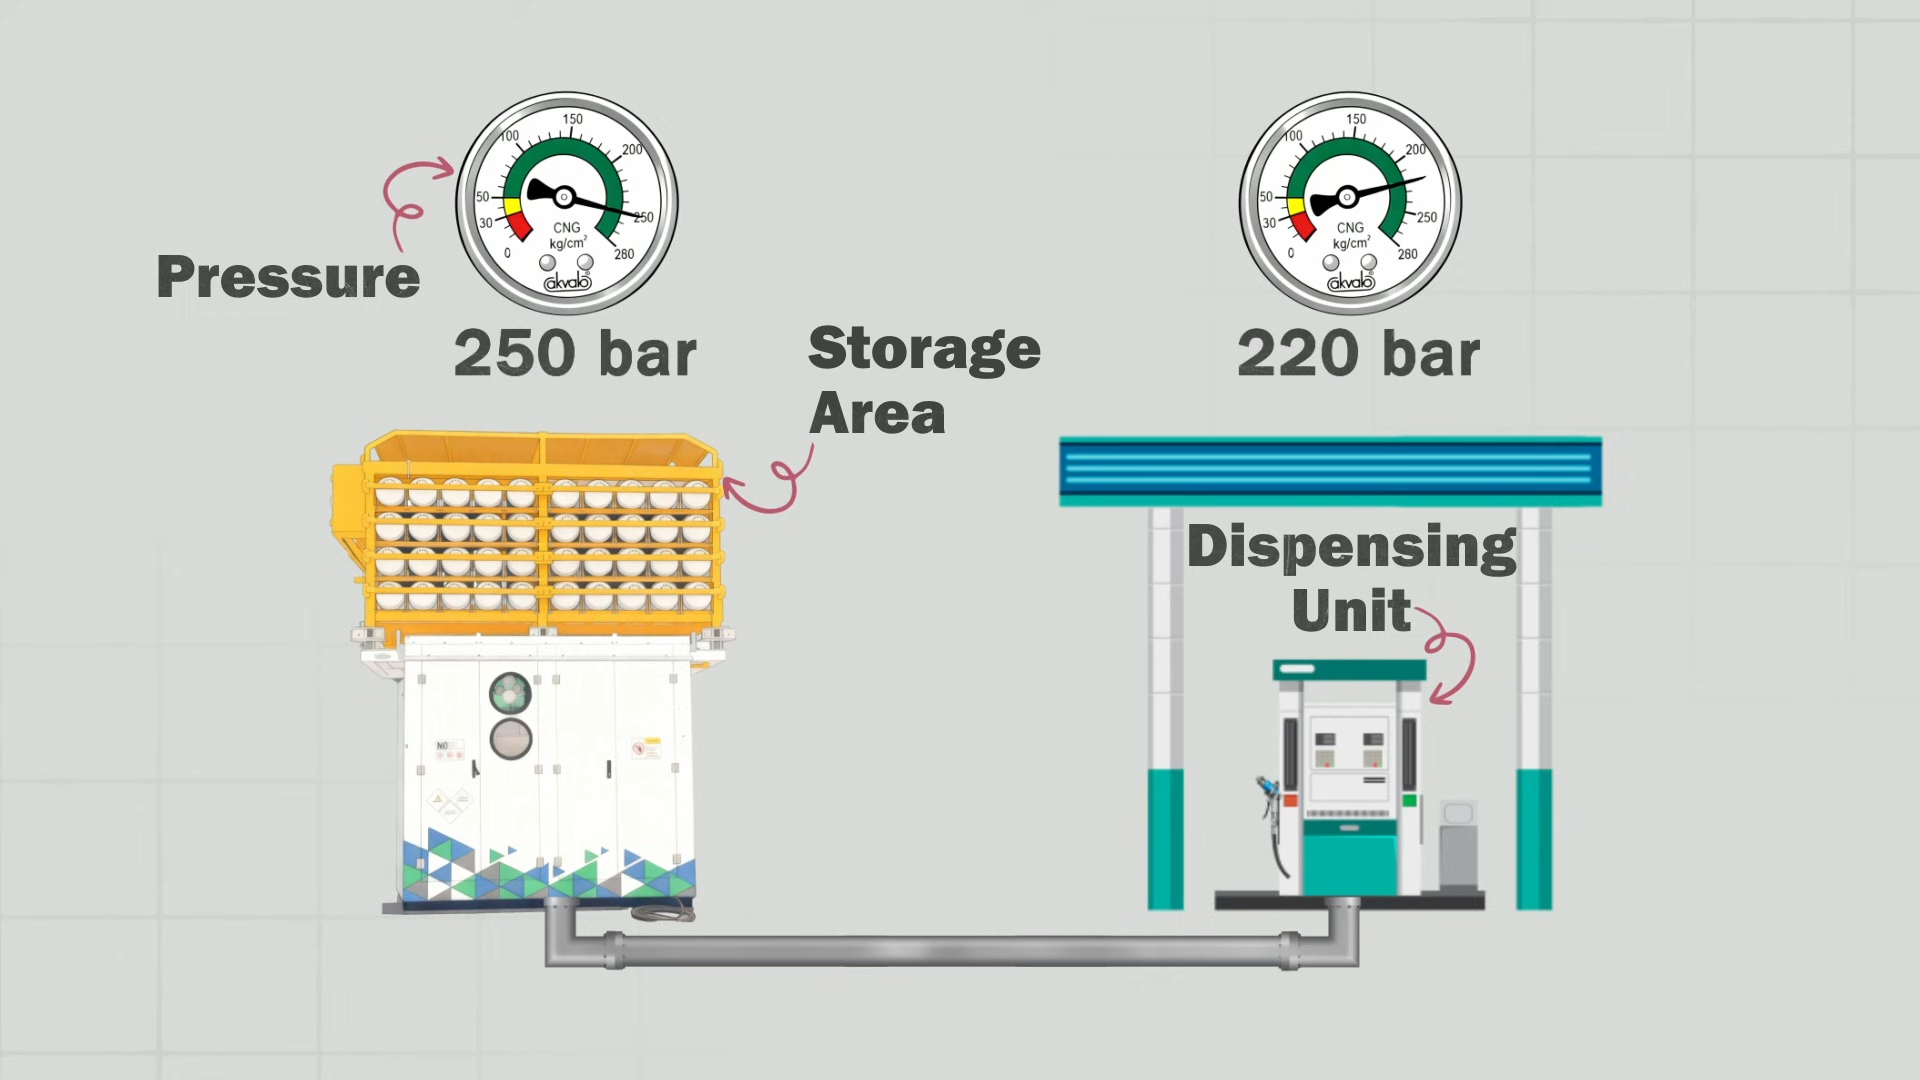 150
100
200
50
250
30
CNG
kg/cm²
0
280
akvalo
150
100
200
50
250
30
CNG
kg/cm²
0
280
akvalo
Pressure
250 bar
220 bar
Storage
Area
Dispensing
Unit
NO